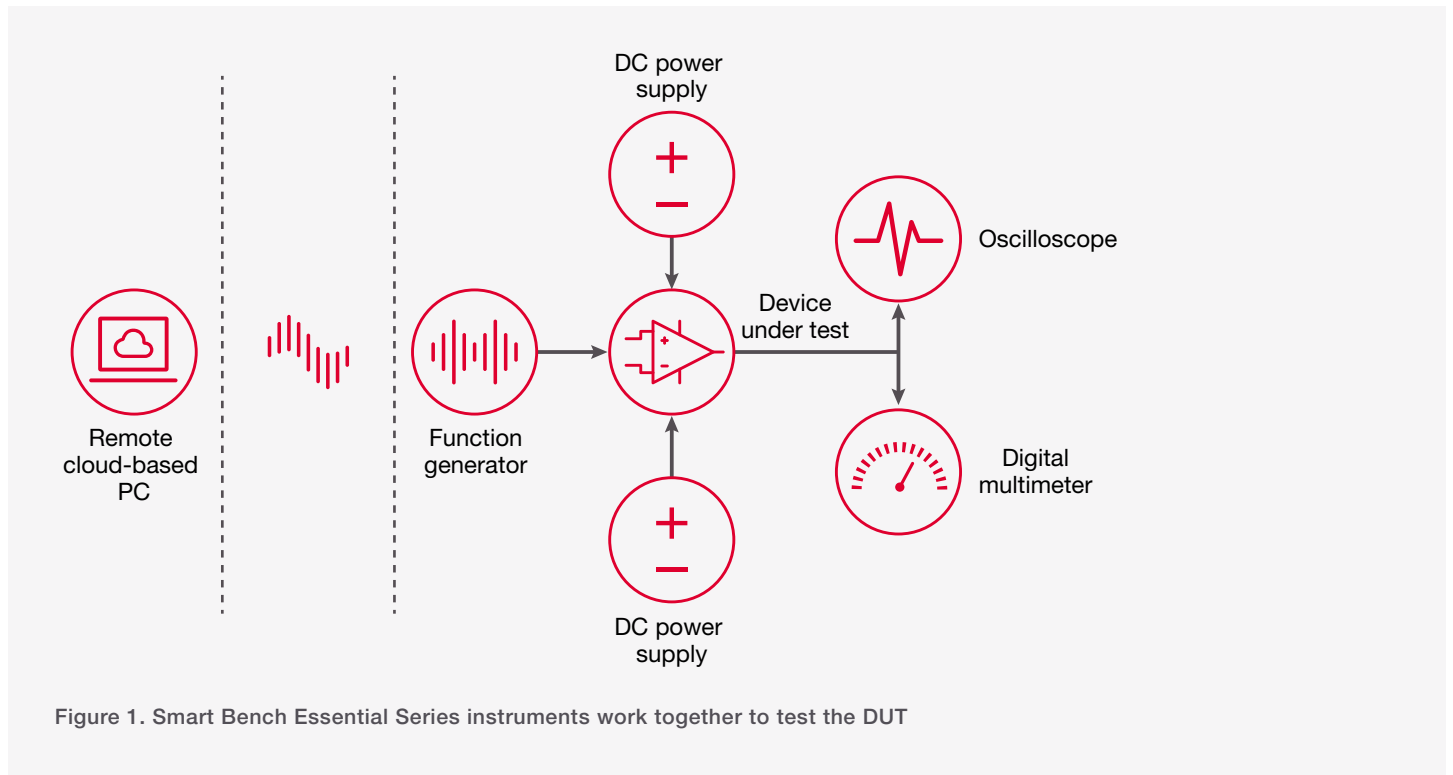 DC power
supply
Oscilloscope
Device
under test
Remote
cloud-based
PC
Function
generator
Digital
multimeter
DC power
supply
Figure 1. Smart Bench Essential Series instruments work together to test the DUT